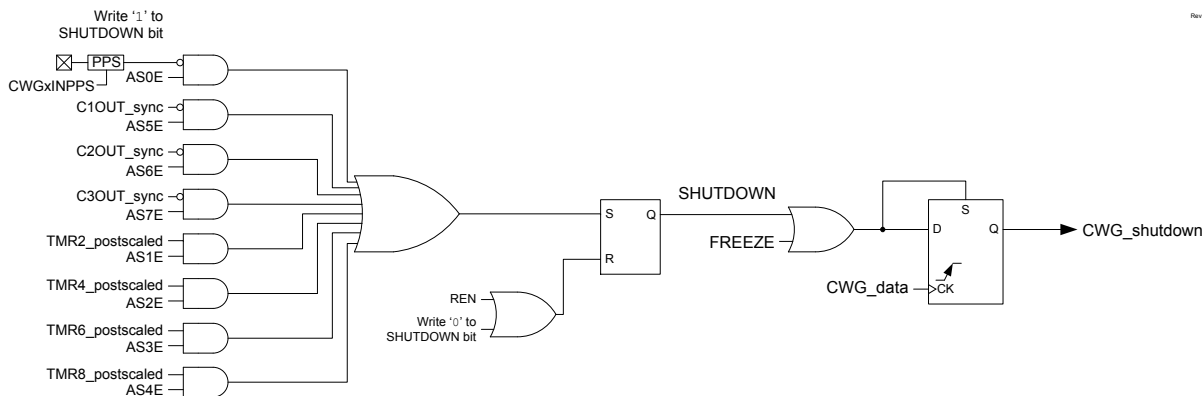 Write '1' to
SHUTDOWN bit
Rev
PPS
CWGxINPPS
AS0E
C1OUT_sync
AS5E
C2OUT_sync
AS6E
C3OUT_sync
AS7E
TMR2_postscaled
AS1E
TMR4_postscaled
AS2E
TMR6_postscaled
AS3E
TMR8_postscaled
AS4E
REN
Write '0' to
SHUTDOWN bit
S
Q
R
SHUTDOWN
FREEZE
S
D
Q
CWG_data
CK
CWG_shutdown